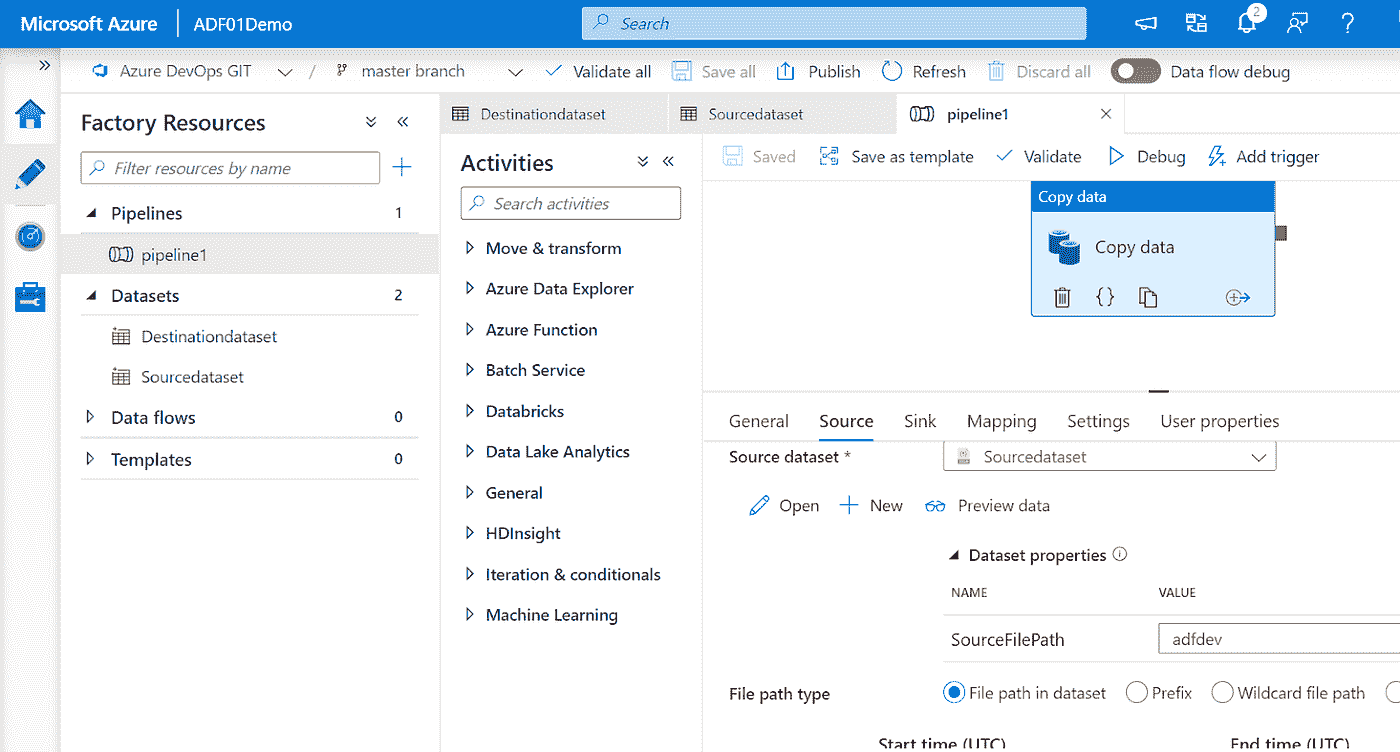 Microsoft Azure ADF01Demo Search 2 ?
Azure DevOps GIT / master branch Validate all Save all Publish Refresh Discard all Data flow debug
Factory Resources
Filter resources by name
Pipelines 1
pipeline1
Datasets 2
Destinationdataset
Sourcedataset
Data flows 0
Templates 0
Destinationdataset Sourcedataset pipeline1
Activities
Search activities
Move & transform
Azure Data Explorer
Azure Function
Batch Service
Databricks
Data Lake Analytics
General
HDInsight
Iteration & conditionals
Machine Learning
Saved Save as template Validate Debug Add trigger
Copy data
Copy data
{}
General Source Sink Mapping Settings User properties
Source dataset * Sourcedataset
Open New Preview data
Dataset properties
NAME VALUE
SourceFilePath adfdev
File path type File path in dataset Prefix Wildcard file path
Start time (UTC) End time (UTC)